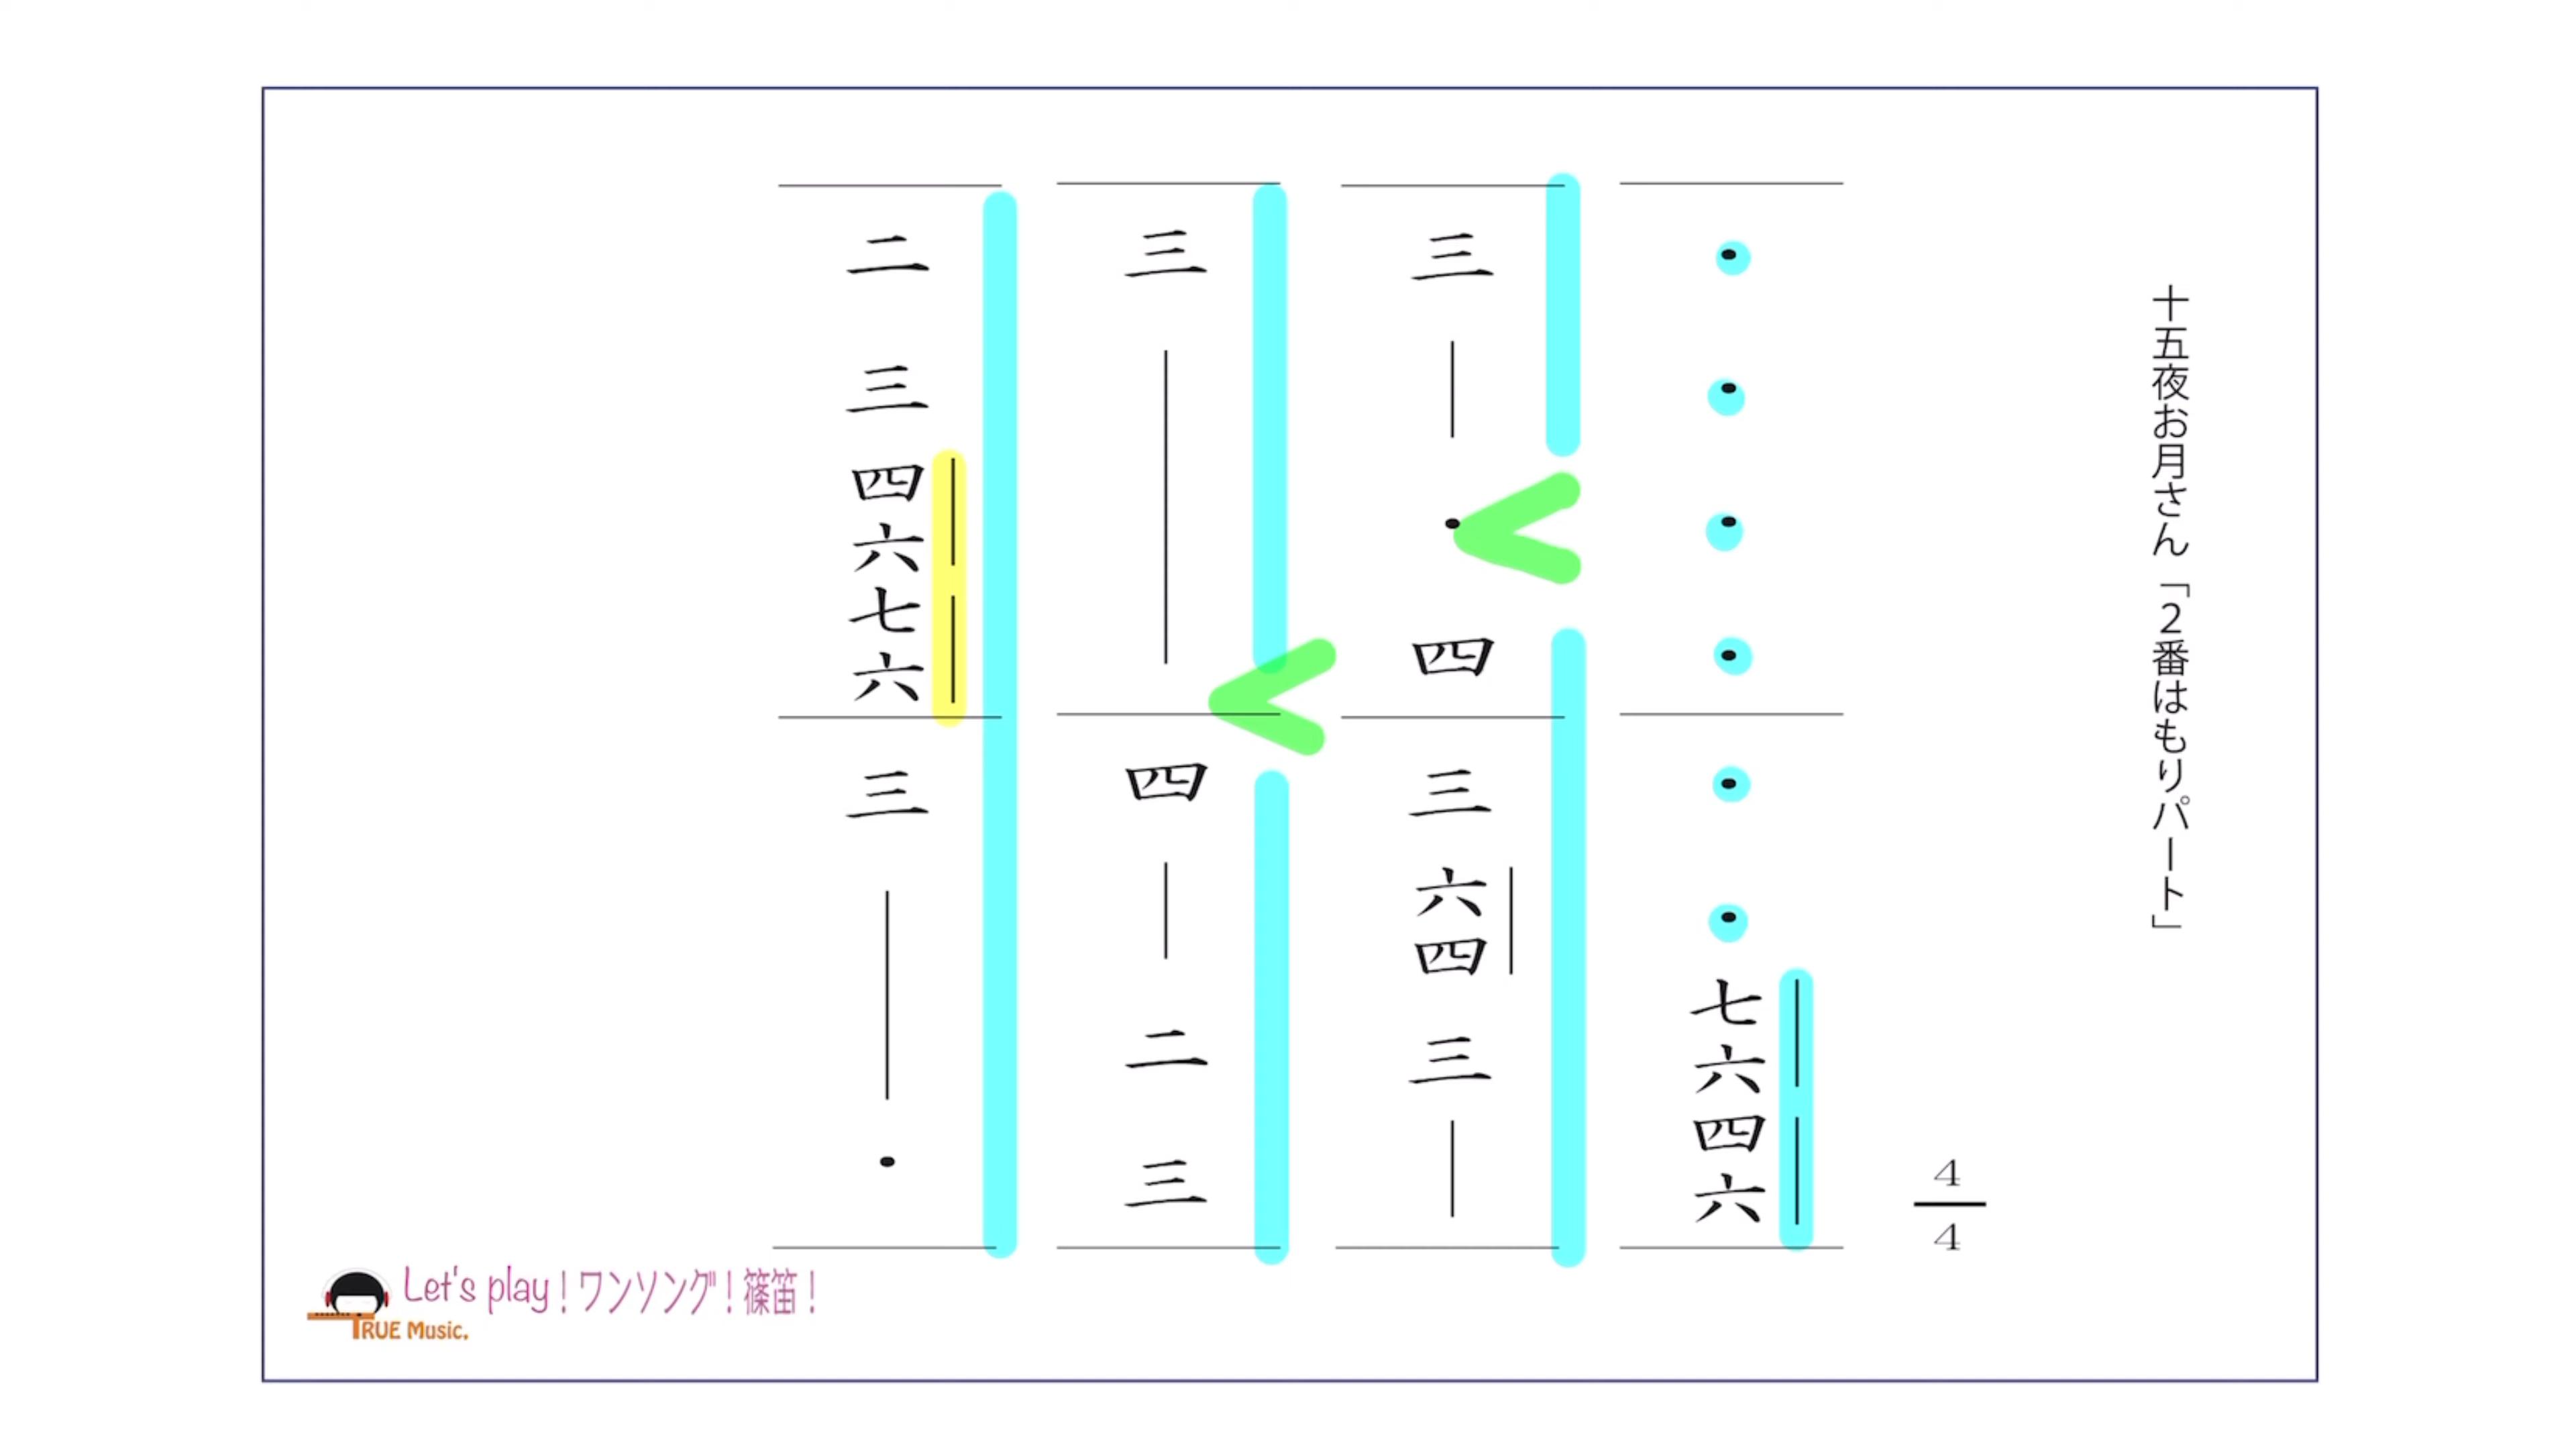 十五夜お月さん「2番はもりパート」
4
4
・・・・
・・七六四六
三｜・四
三六四三｜
三｜
四｜二三
二三四六七六
三｜・
Let's play！ワンソング！篠笛！
TRUE Music.